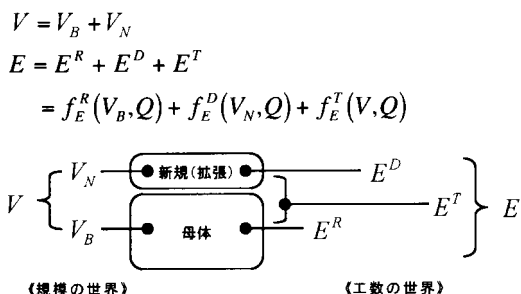 V = V_B + V_N
E = E^R + E^D + E^T
= f_E^R(V_B, Q) + f_E^D(V_N, Q) + f_E^T(V, Q)
V_N 新規(拡張) E^D
V E^T E
V_B 母体 E^R
《規模の世界》 《工数の世界》